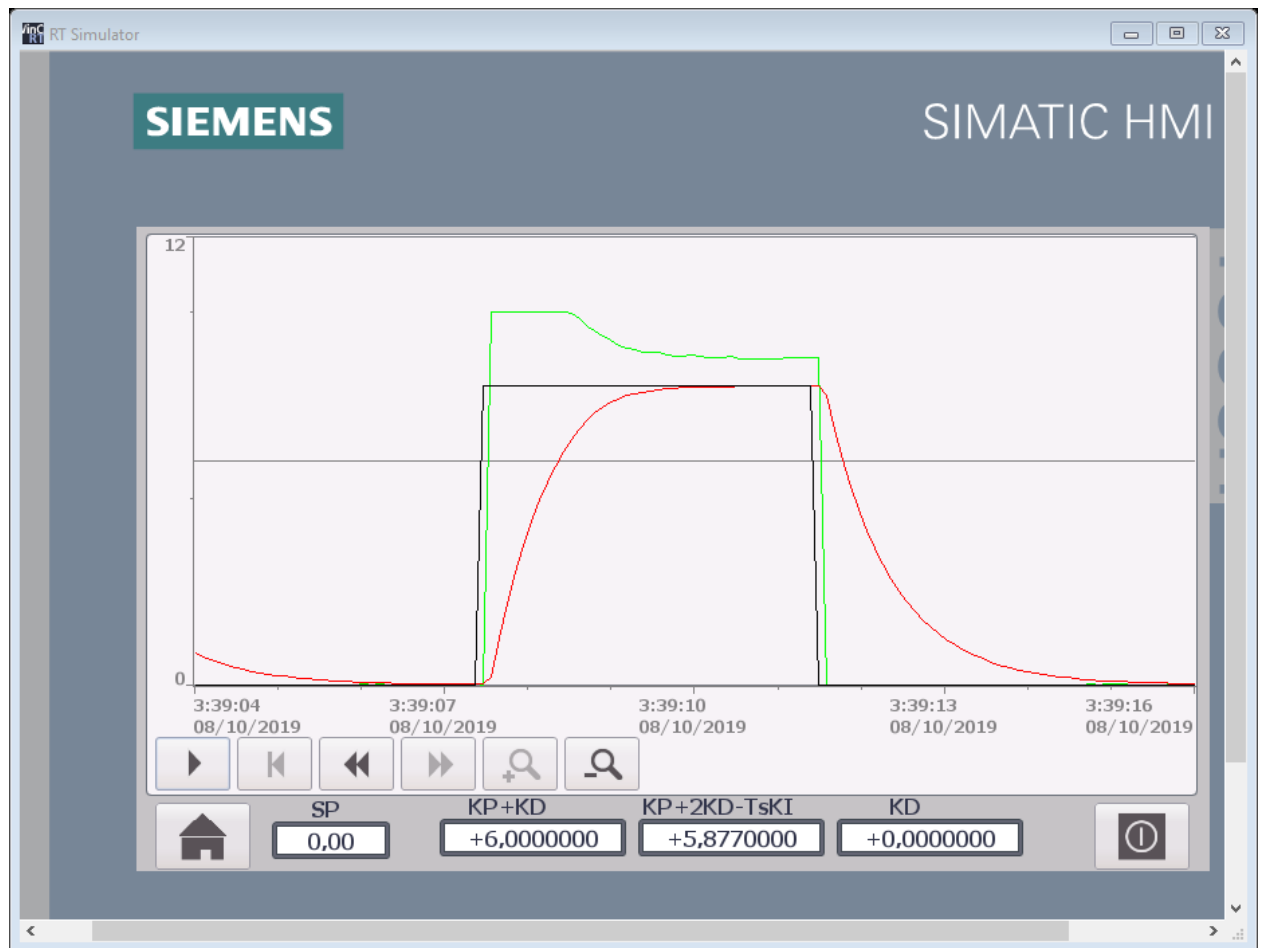 RT Simulator
SIEMENS
SIMATIC HMI
12
0
3:39:04 3:39:07 3:39:10 3:39:13 3:39:16
08/10/2019 08/10/2019 08/10/2019 08/10/2019 08/10/2019
SP KP+KD KP+2KD-TsKI KD
0,00 +6,0000000 +5,8770000 +0,0000000